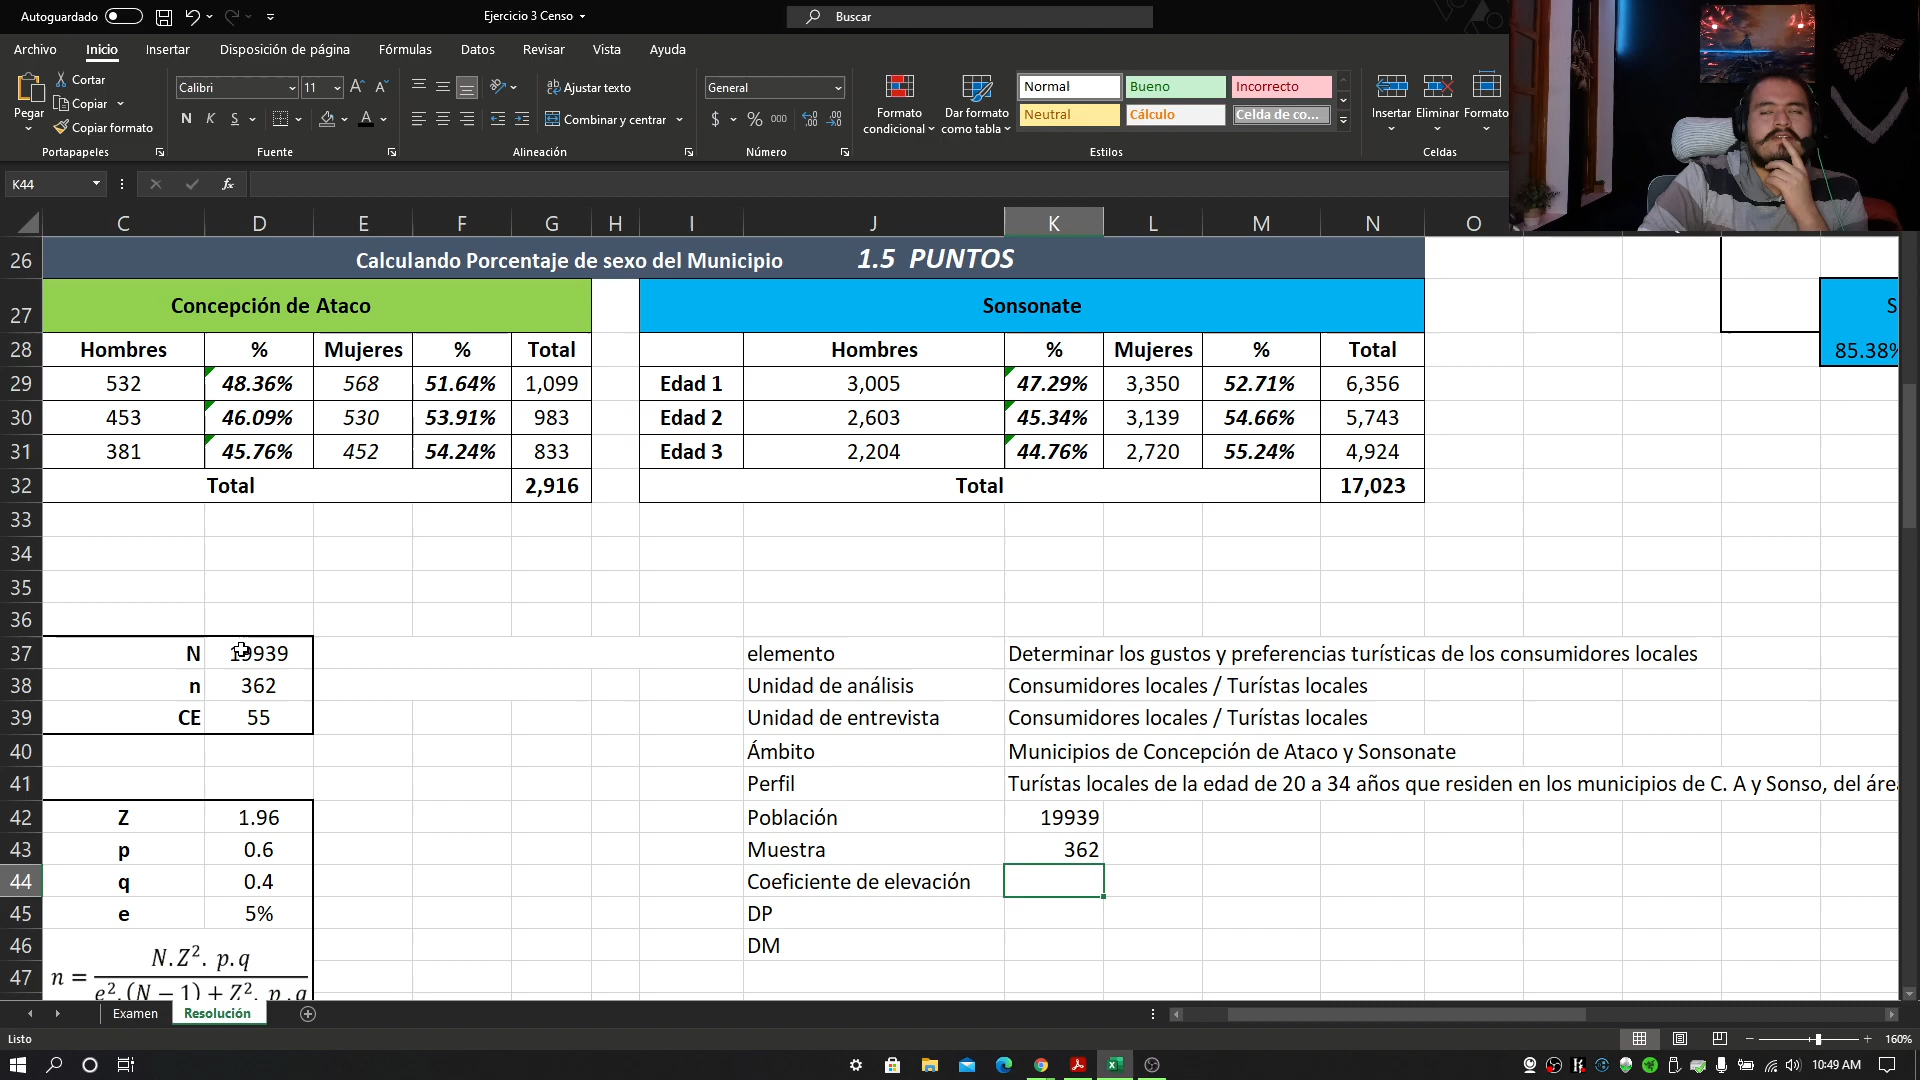 Autoguardado
Ejercicio 3 Censo
Buscar
Archivo Inicio Insertar Disposición de página Fórmulas Datos Revisar Vista Ayuda
Pegar
Cortar
Copiar
Copiar formato
Portapapeles
Calibri 11
N K S
Fuente
Ajustar texto
Combinar y centrar
Alineación
General
$ % 000
Número
Formato condicional
Dar formato como tabla
Normal Bueno Incorrecto
Neutral Cálculo Celda de co...
Estilos
Insertar Eliminar Formato
Celdas
K44
fx
C D E F G H I J K L M N O
26 Calculando Porcentaje de sexo del Municipio 1.5 PUNTOS
27 Concepción de Ataco Sonsonate S
28 Hombres % Mujeres % Total Hombres % Mujeres % Total 85.38%
29 532 48.36% 568 51.64% 1,099 Edad 1 3,005 47.29% 3,350 52.71% 6,356
30 453 46.09% 530 53.91% 983 Edad 2 2,603 45.34% 3,139 54.66% 5,743
31 381 45.76% 452 54.24% 833 Edad 3 2,204 44.76% 2,720 55.24% 4,924
32 Total 2,916 Total 17,023
33
34
35
36
37 N 19939 elemento Determinar los gustos y preferencias turísticas de los consumidores locales
38 n 362 Unidad de análisis Consumidores locales / Turístas locales
39 CE 55 Unidad de entrevista Consumidores locales / Turístas locales
40 Ámbito Municipios de Concepción de Ataco y Sonsonate
41 Perfil Turístas locales de la edad de 20 a 34 años que residen en los municipios de C. A y Sonso, del áre
42 Z 1.96 Población 19939
43 p 0.6 Muestra 362
44 q 0.4 Coeficiente de elevación
45 e 5% DP
46 DM
47
n = N.Z². p.q
e².(N − 1) + Z². p.q
Examen Resolución
Listo
160%
10:49 AM